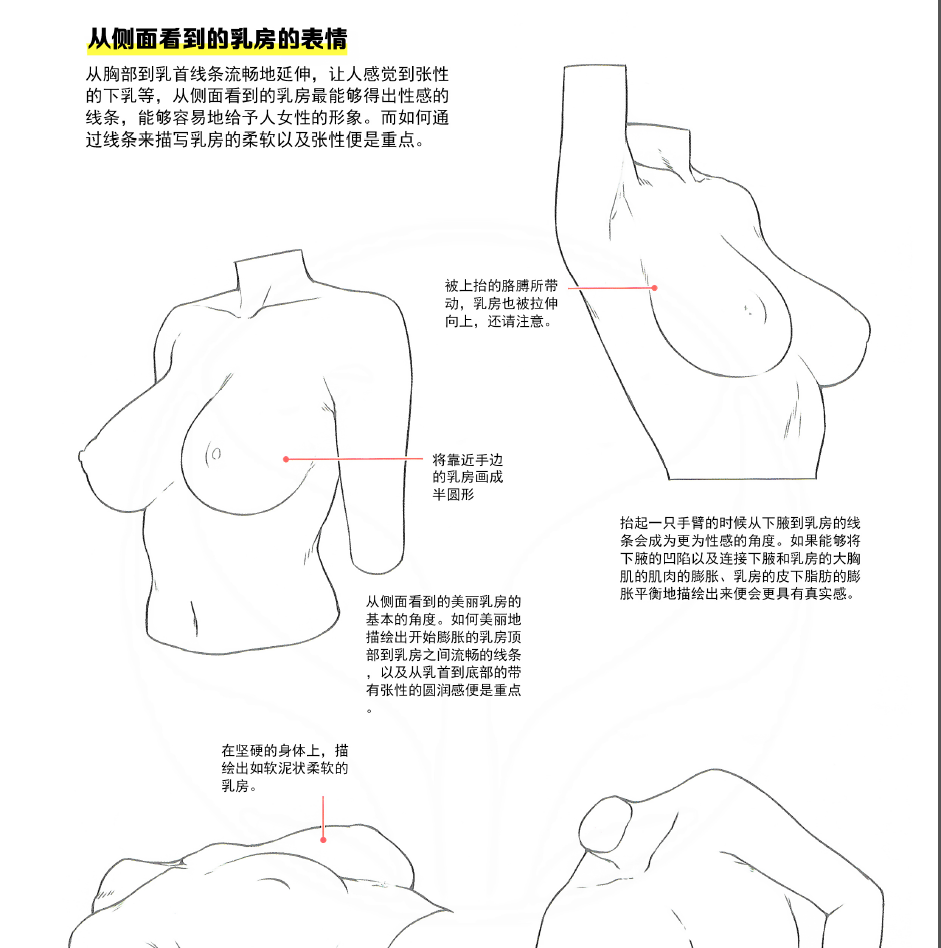 从侧面看到的乳房的表情
从胸部到乳首线条流畅地延伸，让人感觉到张性
的下乳等，从侧面看到的乳房最能够得出性感的
线条，能够容易地给予人女性的形象。而如何通
过线条来描写乳房的柔软以及张性便是重点。
被上抬的胳膊所带
动，乳房也被拉伸
向上，还请注意。
将靠近手边
的乳房画成
半圆形
抬起一只手臂的时候从下腋到乳房的线
条会成为更为性感的角度。如果能够将
下腋的凹陷以及连接下腋和乳房的大胸
肌的肌肉的膨胀、乳房的皮下脂肪的膨
胀平衡地描绘出来便会更具有真实感。
从侧面看到的美丽乳房的
基本的角度。如何美丽地
描绘出开始膨胀的乳房顶
部到乳房之间流畅的线条
，以及从乳首到底部的带
有张性的圆润感便是重点
。
在坚硬的身体上，描
绘出如软泥状柔软的
乳房。